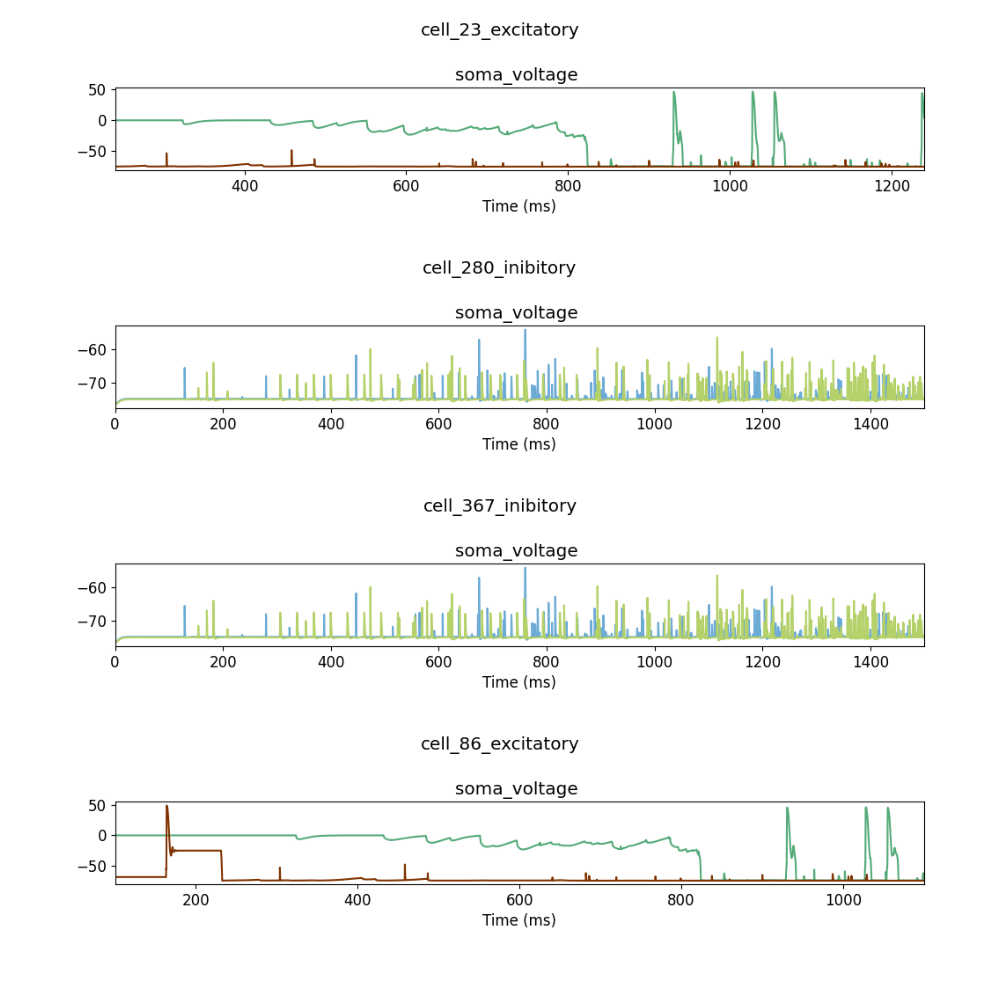 cell_23_excitatory
soma_voltage
50
0
−50
400 600 800 1000 1200
Time (ms)
cell_280_inibitory
soma_voltage
−60
−70
0 200 400 600 800 1000 1200 1400
Time (ms)
cell_367_inibitory
soma_voltage
−60
−70
0 200 400 600 800 1000 1200 1400
Time (ms)
cell_86_excitatory
soma_voltage
50
0
−50
200 400 600 800 1000
Time (ms)